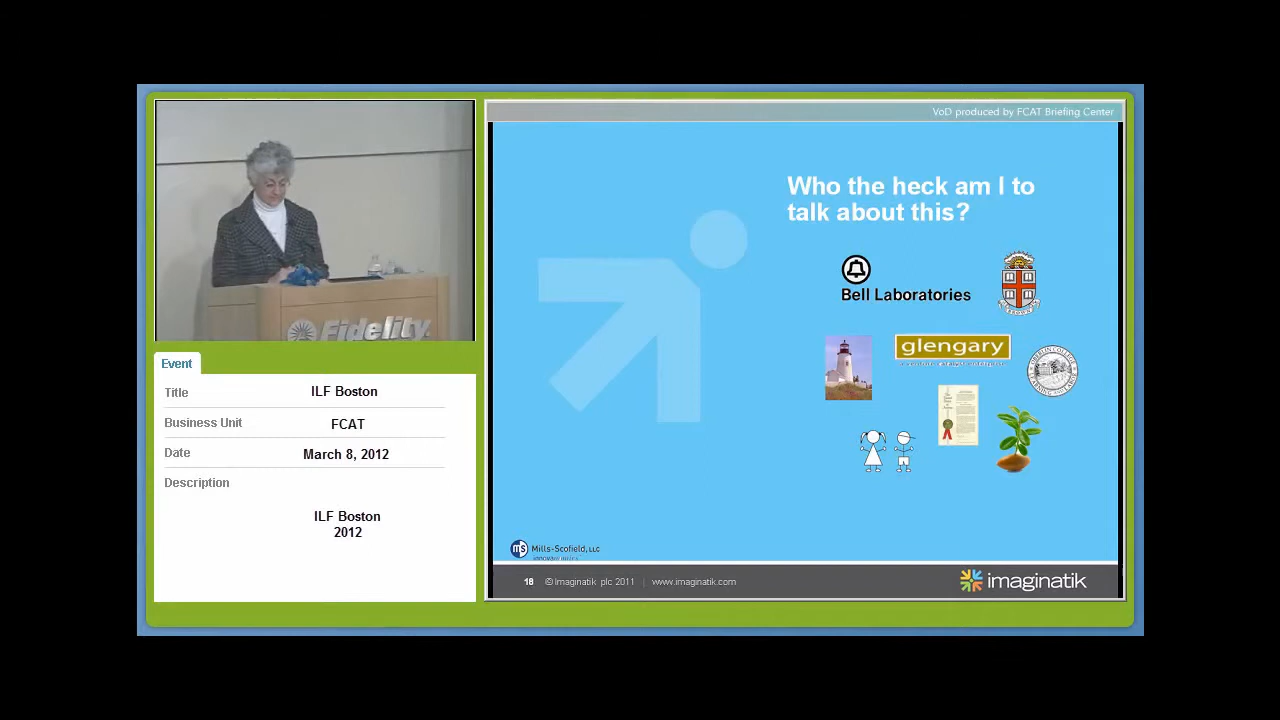 VoD produced by FCAT Briefing Center
Who the heck am I to
talk about this?
Bell Laboratories
BROWN
glengary
Fidelity
Event
Title ILF Boston
Business Unit FCAT
Date March 8, 2012
Description
ILF Boston
2012
ms Mills-Scofield, LLC
18 © Imaginatik plc 2011 | www.imaginatik.com
imaginatik